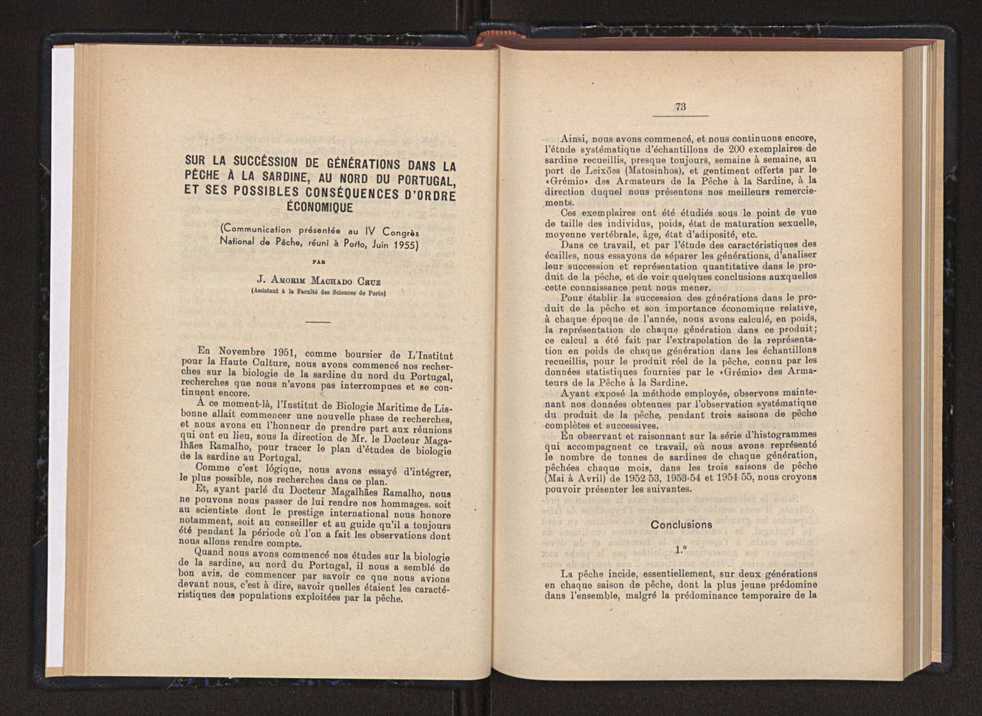 SUR LA SUCCÉSSION DE GÉNÉRATIONS DANS LA
PÊCHE À LA SARDINE, AU NORD DU PORTUGAL,
ET SES POSSIBLES CONSÉQUENCES D'ORDRE
ÉCONOMIQUE
(Communication présentée au IV Congrès
National de Pêche, réuni à Porto, Juin 1955)
PAR
J. AMORIM MACHADO CRUZ
(Assistant à la Faculté des Sciences de Porto)
En Novembre 1951, comme boursier de L'Institut
pour la Haute Culture, nous avons commencé nos recher-
ches sur la biologie de la sardine du nord du Portugal,
recherches que nous n'avons pas interrompues et se con-
tinuent encore.
À ce moment-là, l'Institut de Biologie Maritime de Lis-
bonne allait commencer une nouvelle phase de recherches,
et nous avons eu l'honneur de prendre part aux réunions
qui ont eu lieu, sous la direction de Mr. le Docteur Maga-
lhães Ramalho, pour tracer le plan d'études de biologie
de la sardine au Portugal.
Comme c'est lógique, nous avons essayé d'intégrer,
le plus possible, nos recherches dans ce plan.
Et, ayant parlé du Docteur Magalhães Ramalho, nous
ne pouvons nous passer de lui rendre nos hommages, soit
au scientiste dont le prestige international nous honore
notamment, soit au conseiller et au guide qu'il a toujours
été pendant la période où l'on a fait les observations dont
nous allons rendre compte.
Quand nous avons commencé nos études sur la biologie
de la sardine, au nord du Portugal, il nous a semblé de
bon avis, de commencer par savoir ce que nous avions
devant nous, c'est à dire, savoir quelles étaient les caracté-
ristiques des populations exploitées par la pêche.
73
Ainsi, nous avons commencé, et nous continuons encore,
l'étude systématique d'échantillons de 200 exemplaires de
sardine recueillis, presque toujours, semaine à semaine, au
port de Leixões (Matosinhos), et gentiment offerts par le
«Grémio» des Armateurs de la Pêche à la Sardine, à la
direction duquel nous présentons nos meilleurs remercie-
ments.
Ces exemplaires ont été étudiés sous le point de vue
de taille des individus, poids, état de maturation sexuelle,
moyenne vertébrale, âge, état d'adiposité, etc.
Dans ce travail, et par l'étude des caractéristiques des
écailles, nous essayons de séparer les générations, d'analiser
leur succession et représentation quantitative dans le pro-
duit de la pêche, et de voir quelques conclusions auxquelles
cette connaissance peut nous mener.
Pour établir la succession des générations dans le pro-
duit de la pêche et son importance économique relative,
à chaque époque de l'année, nous avons calculé, en poids,
la représentation de chaque génération dans ce produit;
ce calcul a été fait par l'extrapolation de la représenta-
tion en poids de chaque génération dans les échantillons
recueillis, pour le produit réel de la pêche, connu par les
données statistiques fournies par le «Grémio» des Arma-
teurs de la Pêche à la Sardine.
Ayant exposé la méthode employée, observons mainte-
nant nos données obtenues par l'observation systématique
du produit de la pêche, pendant trois saisons de pêche
complètes et successives.
En observant et raisonnant sur la série d'histogrammes
qui accompagnent ce travail, où nous avons représenté
le nombre de tonnes de sardines de chaque génération,
pêchées chaque mois, dans les trois saisons de pêche
(Mai à Avril) de 1952-53, 1953-54 et 1954-55, nous croyons
pouvoir présenter les suivantes.
Conclusions
1.º
La pêche incide, essentiellement, sur deux générations
en chaque saison de pêche, dont la plus jeune prédomine
dans l'ensemble, malgré la prédominance temporaire de la